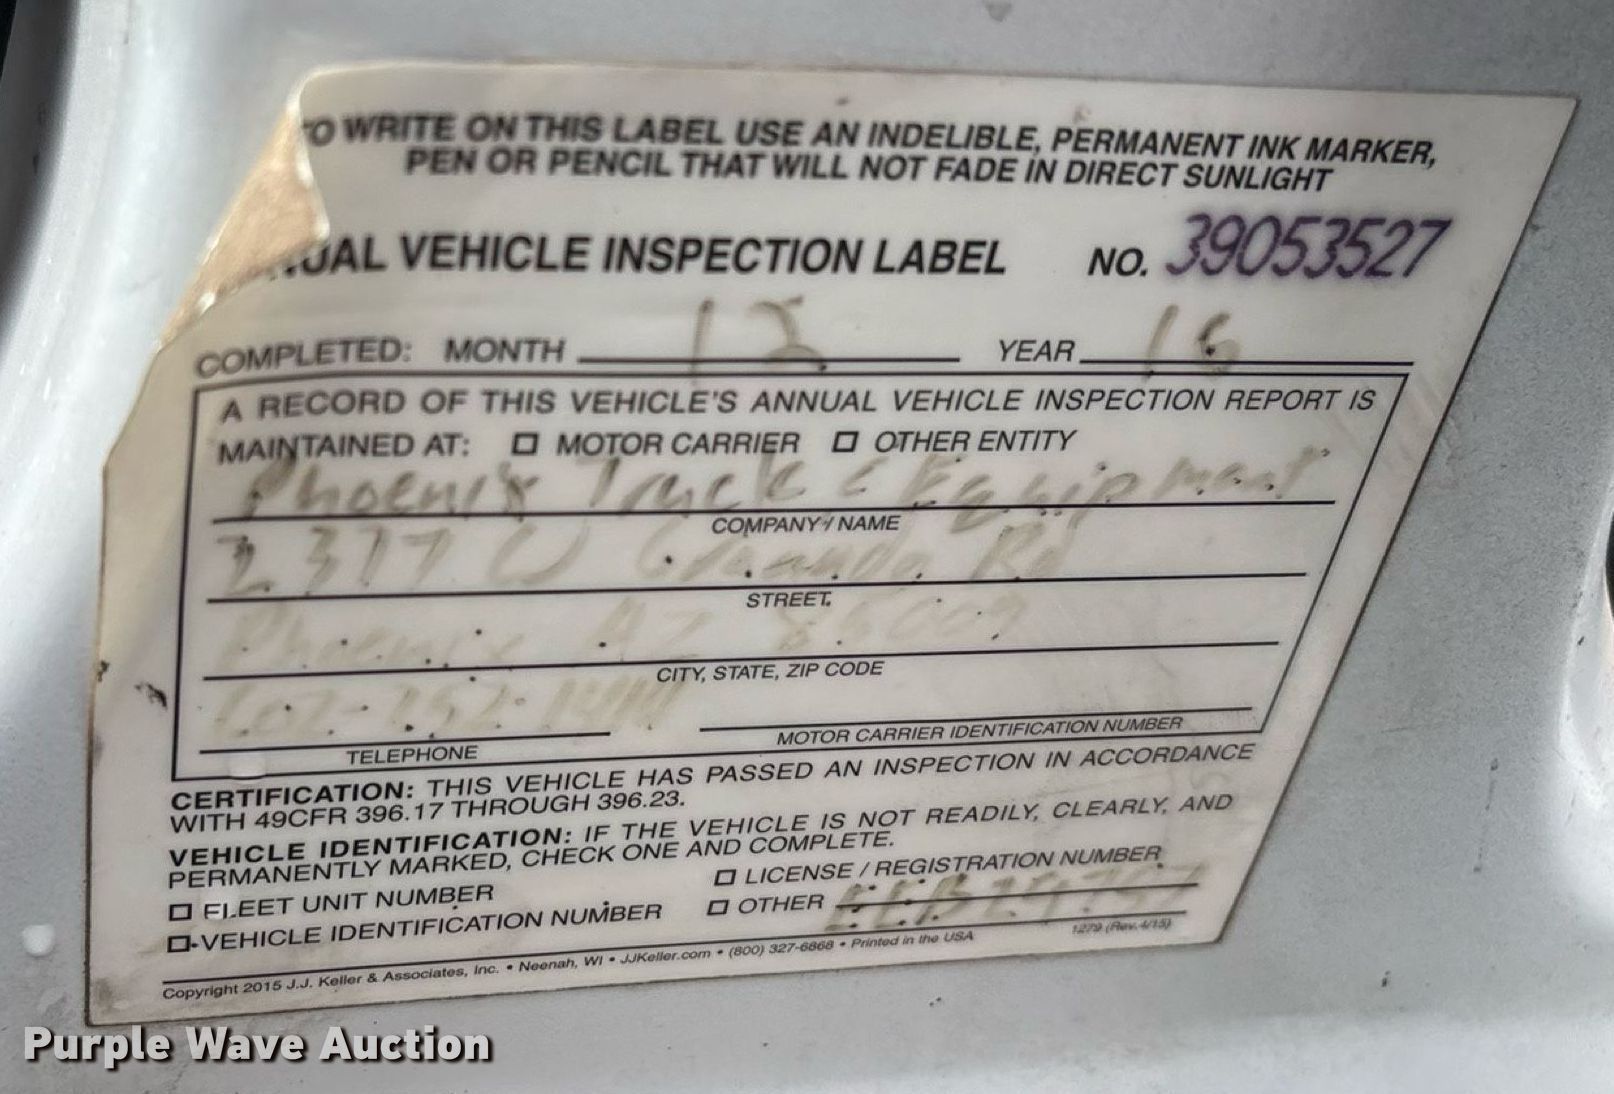 TO WRITE ON THIS LABEL USE AN INDELIBLE, PERMANENT INK MARKER,
PEN OR PENCIL THAT WILL NOT FADE IN DIRECT SUNLIGHT
UAL VEHICLE INSPECTION LABEL NO. 39053527
COMPLETED: MONTH 12 YEAR 16
A RECORD OF THIS VEHICLE'S ANNUAL VEHICLE INSPECTION REPORT IS
MAINTAINED AT: MOTOR CARRIER OTHER ENTITY
Phoenix Truck & Equipment
COMPANY NAME
2377 W Rd
STREET
Phoenix AZ 85009
CITY, STATE, ZIP CODE
602-252-
TELEPHONE MOTOR CARRIER IDENTIFICATION NUMBER
CERTIFICATION: THIS VEHICLE HAS PASSED AN INSPECTION IN ACCORDANCE
WITH 49CFR 396.17 THROUGH 396.23.
VEHICLE IDENTIFICATION: IF THE VEHICLE IS NOT READILY, CLEARLY, AND
PERMANENTLY MARKED, CHECK ONE AND COMPLETE.
FLEET UNIT NUMBER LICENSE / REGISTRATION NUMBER
VEHICLE IDENTIFICATION NUMBER OTHER
Copyright 2015 J.J. Keller & Associates, Inc. • Neenah, WI • JJKeller.com • (800) 327-6868 • Printed in the USA 1279 (Rev. 4/15)
Purple Wave Auction